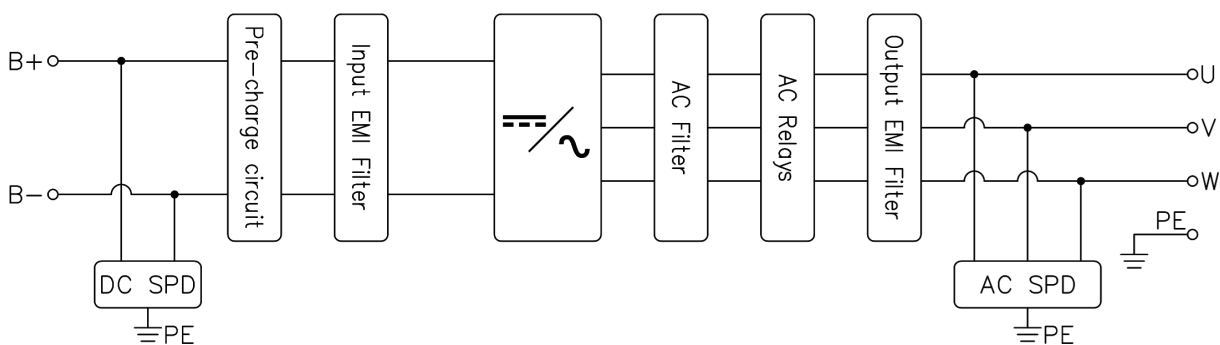 B+
B-
DC SPD
PE
Pre-charge circuit
Input EMI Filter
AC Filter
AC Relays
Output EMI Filter
U
V
W
PE
AC SPD
PE